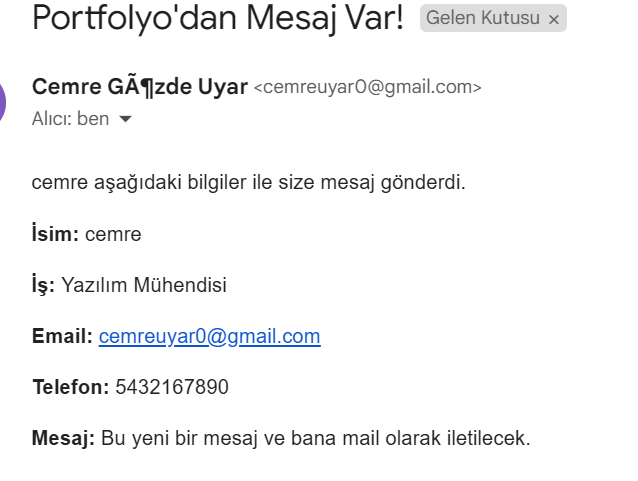 Portfolyo'dan Mesaj Var! Gelen Kutusu ×
Cemre GÃ¶zde Uyar <cemreuyar0@gmail.com>
Alıcı: ben
cemre aşağıdaki bilgiler ile size mesaj gönderdi.
İsim: cemre
İş: Yazılım Mühendisi
Email: cemreuyar0@gmail.com
Telefon: 5432167890
Mesaj: Bu yeni bir mesaj ve bana mail olarak iletilecek.